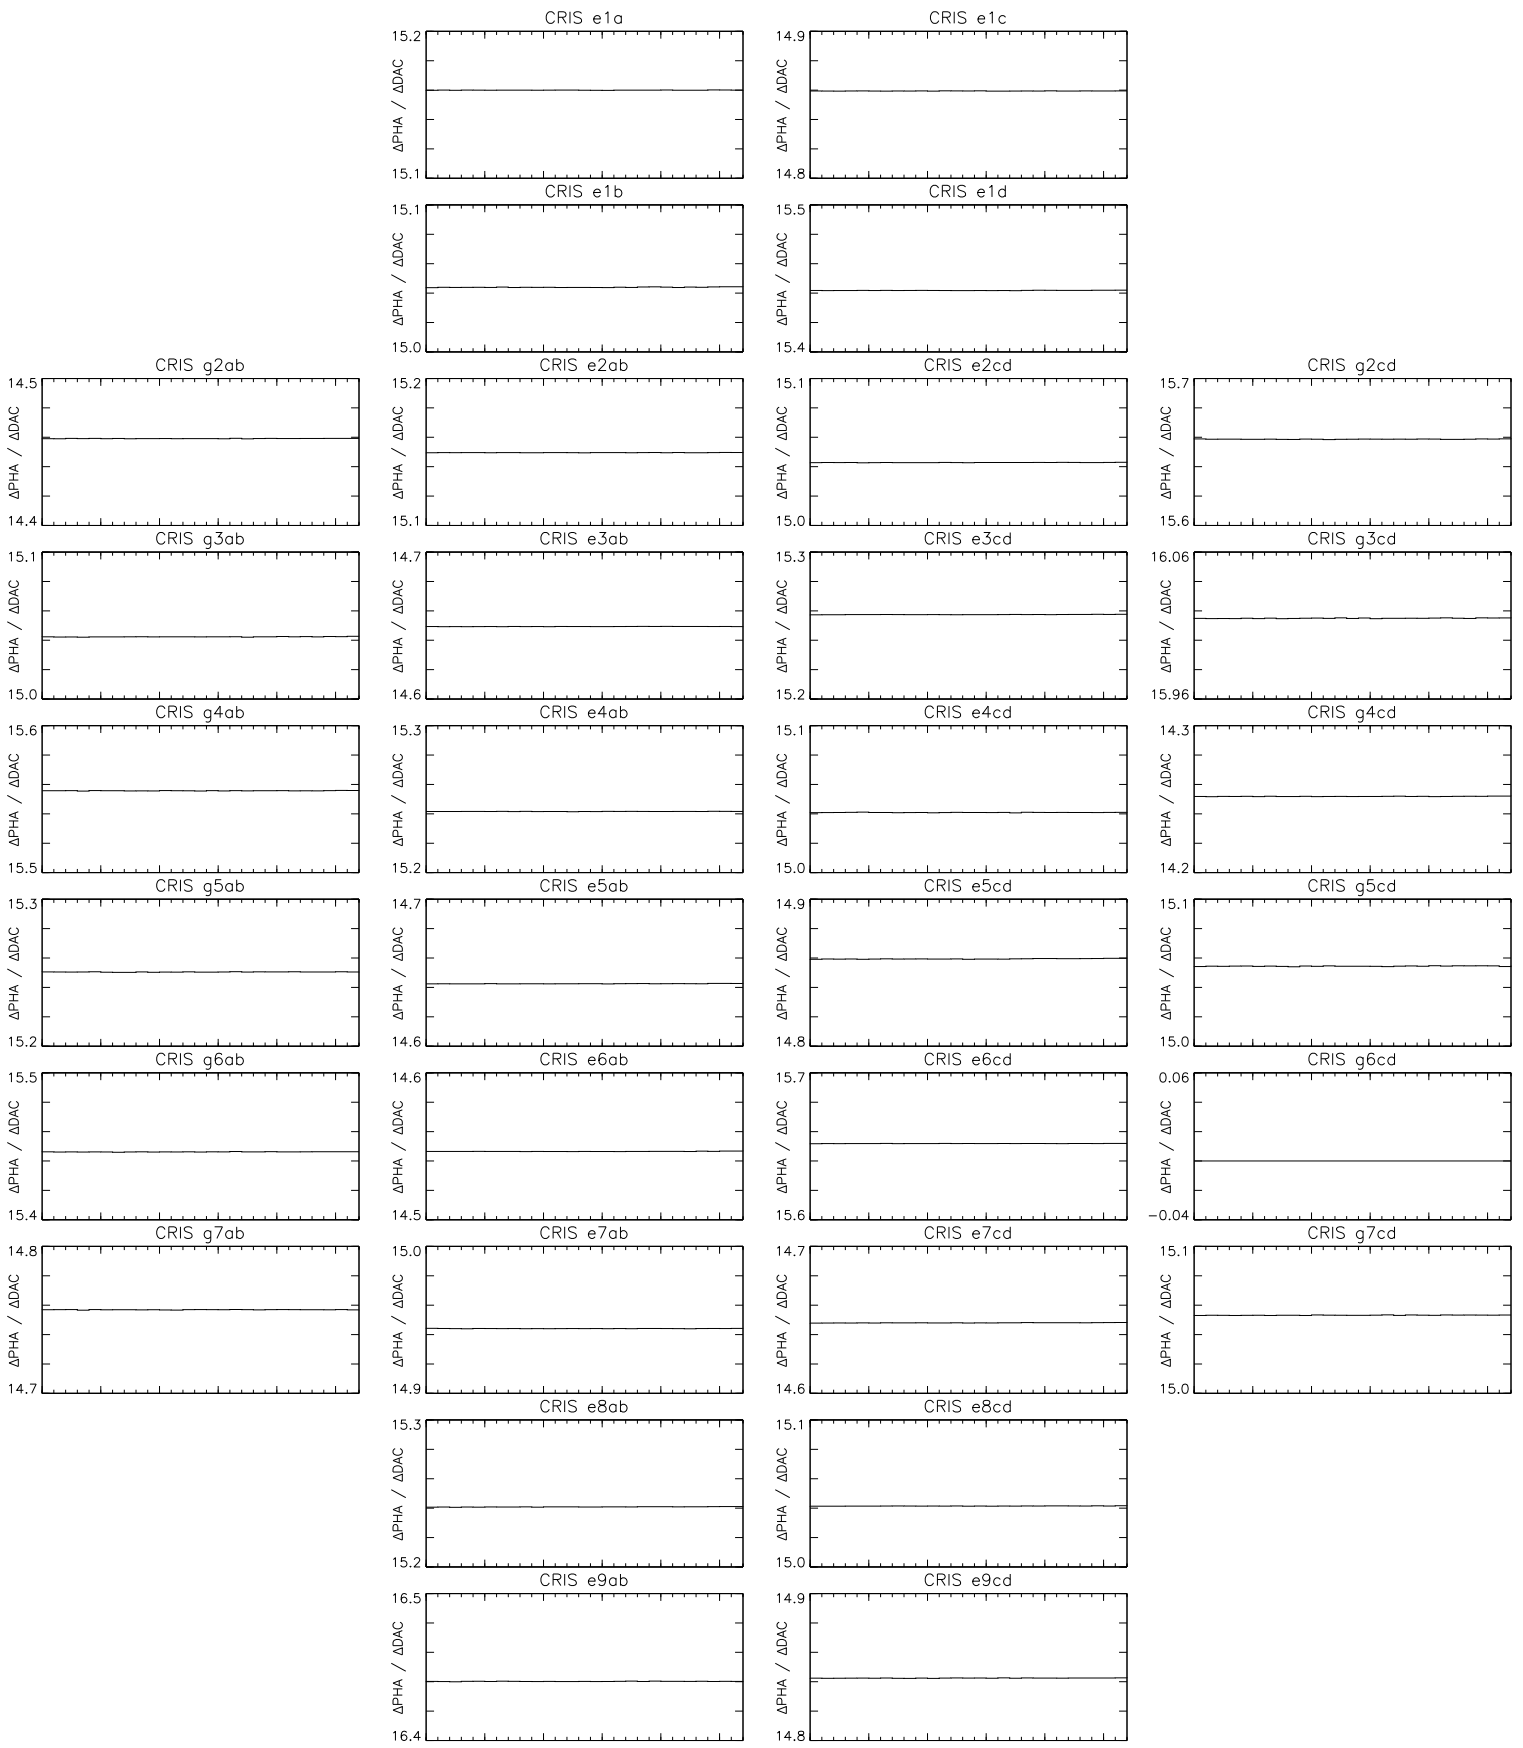 CRIS e1a
15.2
ΔPHA / ΔDAC
15.1
CRIS e1c
14.9
ΔPHA / ΔDAC
14.8
CRIS e1b
15.1
ΔPHA / ΔDAC
15.0
CRIS e1d
15.5
ΔPHA / ΔDAC
15.4
CRIS g2ab
14.5
ΔPHA / ΔDAC
14.4
CRIS e2ab
15.2
ΔPHA / ΔDAC
15.1
CRIS e2cd
15.1
ΔPHA / ΔDAC
15.0
CRIS g2cd
15.7
ΔPHA / ΔDAC
15.6
CRIS g3ab
15.1
ΔPHA / ΔDAC
15.0
CRIS e3ab
14.7
ΔPHA / ΔDAC
14.6
CRIS e3cd
15.3
ΔPHA / ΔDAC
15.2
CRIS g3cd
16.06
ΔPHA / ΔDAC
15.96
CRIS g4ab
15.6
ΔPHA / ΔDAC
15.5
CRIS e4ab
15.3
ΔPHA / ΔDAC
15.2
CRIS e4cd
15.1
ΔPHA / ΔDAC
15.0
CRIS g4cd
14.3
ΔPHA / ΔDAC
14.2
CRIS g5ab
15.3
ΔPHA / ΔDAC
15.2
CRIS e5ab
14.7
ΔPHA / ΔDAC
14.6
CRIS e5cd
14.9
ΔPHA / ΔDAC
14.8
CRIS g5cd
15.1
ΔPHA / ΔDAC
15.0
CRIS g6ab
15.5
ΔPHA / ΔDAC
15.4
CRIS e6ab
14.6
ΔPHA / ΔDAC
14.5
CRIS e6cd
15.7
ΔPHA / ΔDAC
15.6
CRIS g6cd
0.06
ΔPHA / ΔDAC
−0.04
CRIS g7ab
14.8
ΔPHA / ΔDAC
14.7
CRIS e7ab
15.0
ΔPHA / ΔDAC
14.9
CRIS e7cd
14.7
ΔPHA / ΔDAC
14.6
CRIS g7cd
15.1
ΔPHA / ΔDAC
15.0
CRIS e8ab
15.3
ΔPHA / ΔDAC
15.2
CRIS e8cd
15.1
ΔPHA / ΔDAC
15.0
CRIS e9ab
16.5
ΔPHA / ΔDAC
16.4
CRIS e9cd
14.9
ΔPHA / ΔDAC
14.8